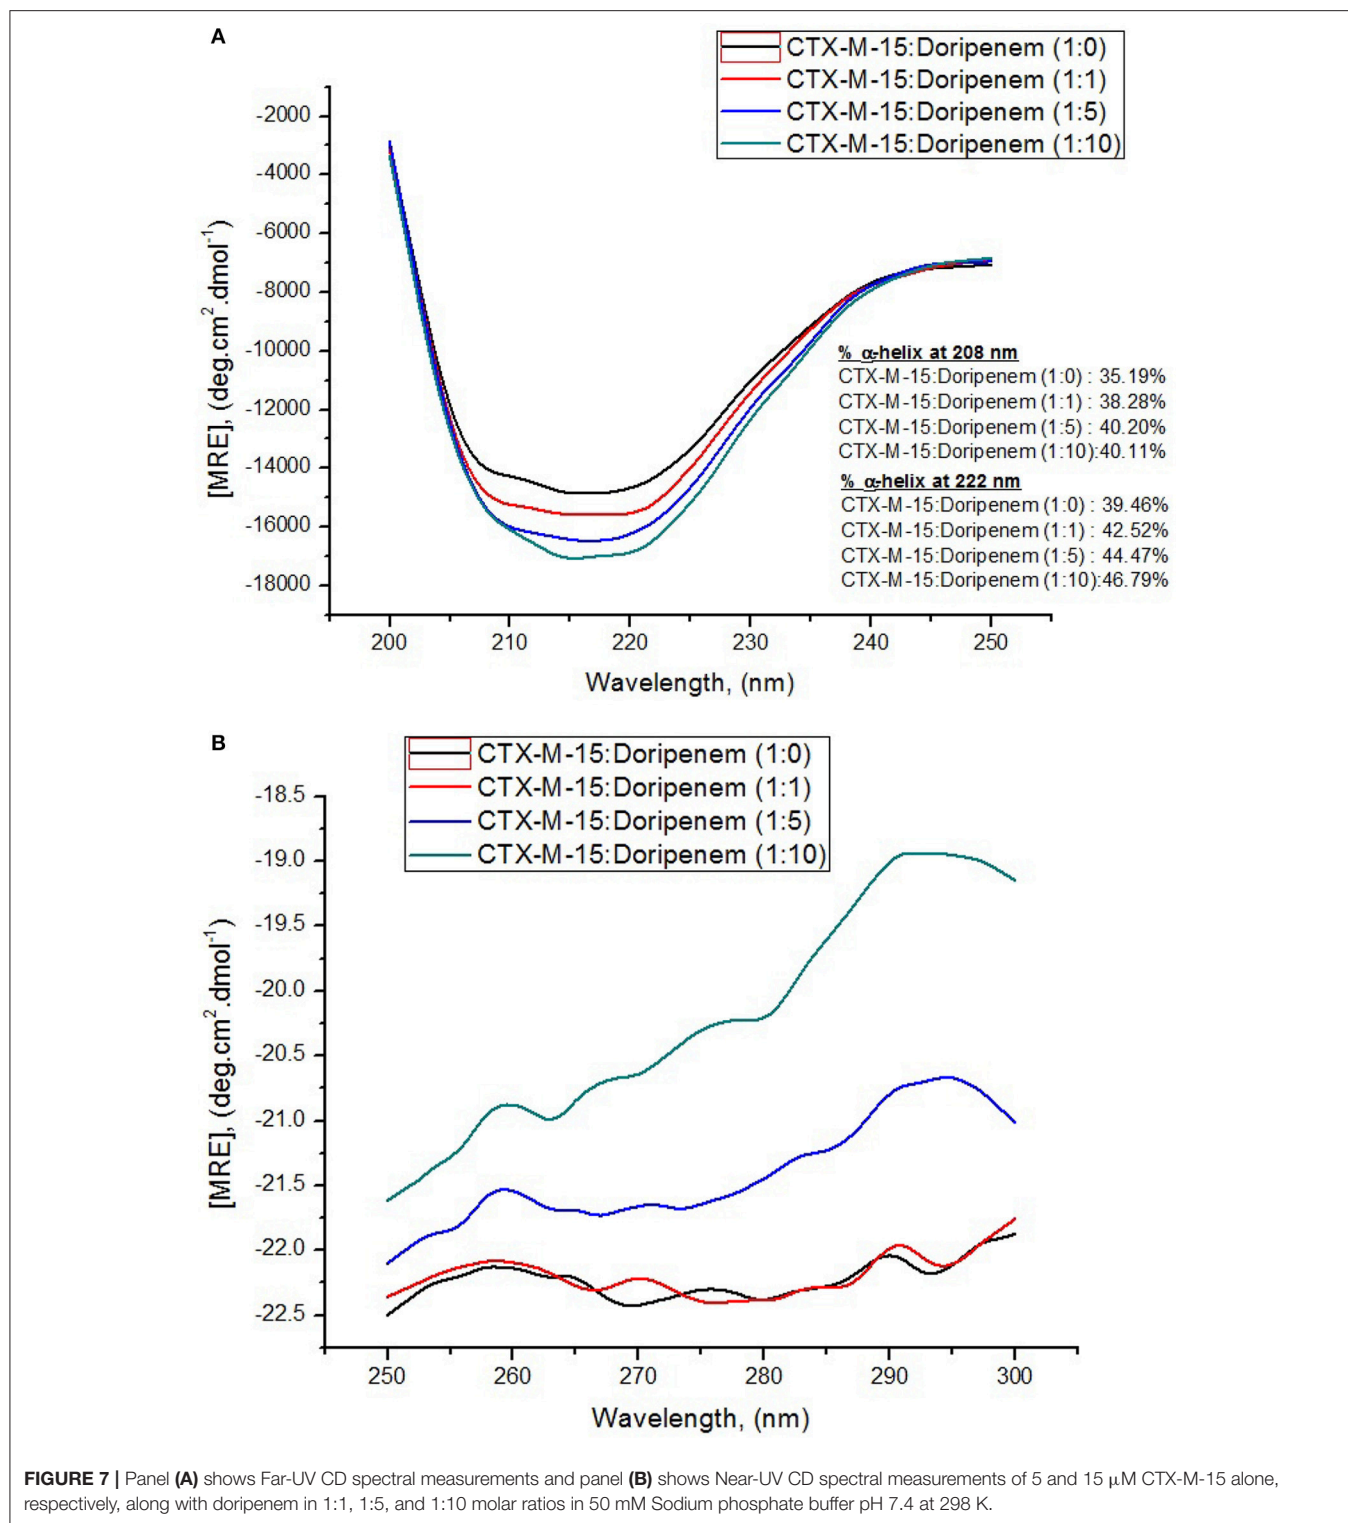 A
CTX-M-15:Doripenem (1:0)
CTX-M-15:Doripenem (1:1)
CTX-M-15:Doripenem (1:5)
CTX-M-15:Doripenem (1:10)
-2000
-4000
-6000
-8000
-10000
-12000
-14000
-16000
-18000
[MRE], (deg.cm².dmol⁻¹)
% α-helix at 208 nm
CTX-M-15:Doripenem (1:0) : 35.19%
CTX-M-15:Doripenem (1:1) : 38.28%
CTX-M-15:Doripenem (1:5) : 40.20%
CTX-M-15:Doripenem (1:10):40.11%
% α-helix at 222 nm
CTX-M-15:Doripenem (1:0) : 39.46%
CTX-M-15:Doripenem (1:1) : 42.52%
CTX-M-15:Doripenem (1:5) : 44.47%
CTX-M-15:Doripenem (1:10):46.79%
200 210 220 230 240 250
Wavelength, (nm)
B
CTX-M-15:Doripenem (1:0)
CTX-M-15:Doripenem (1:1)
CTX-M-15:Doripenem (1:5)
CTX-M-15:Doripenem (1:10)
-18.5
-19.0
-19.5
-20.0
-20.5
-21.0
-21.5
-22.0
-22.5
[MRE], (deg.cm².dmol⁻¹)
250 260 270 280 290 300
Wavelength, (nm)
FIGURE 7 | Panel (A) shows Far-UV CD spectral measurements and panel (B) shows Near-UV CD spectral measurements of 5 and 15 μM CTX-M-15 alone,
respectively, along with doripenem in 1:1, 1:5, and 1:10 molar ratios in 50 mM Sodium phosphate buffer pH 7.4 at 298 K.